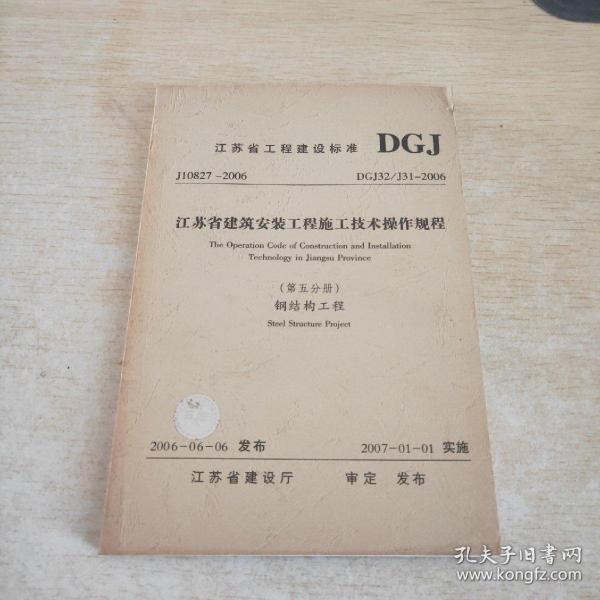 江苏省工程建设标准 DGJ
J10827-2006 DGJ32/J31-2006
江苏省建筑安装工程施工技术操作规程
The Operation Code of Construction and Installation
Technology in Jiangsu Province
(第五分册)
钢结构工程
Steel Structure Project
2006-06-06 发布 2007-01-01 实施
江苏省建设厅 审定 发布
孔夫子旧书网
www.kongfz.com